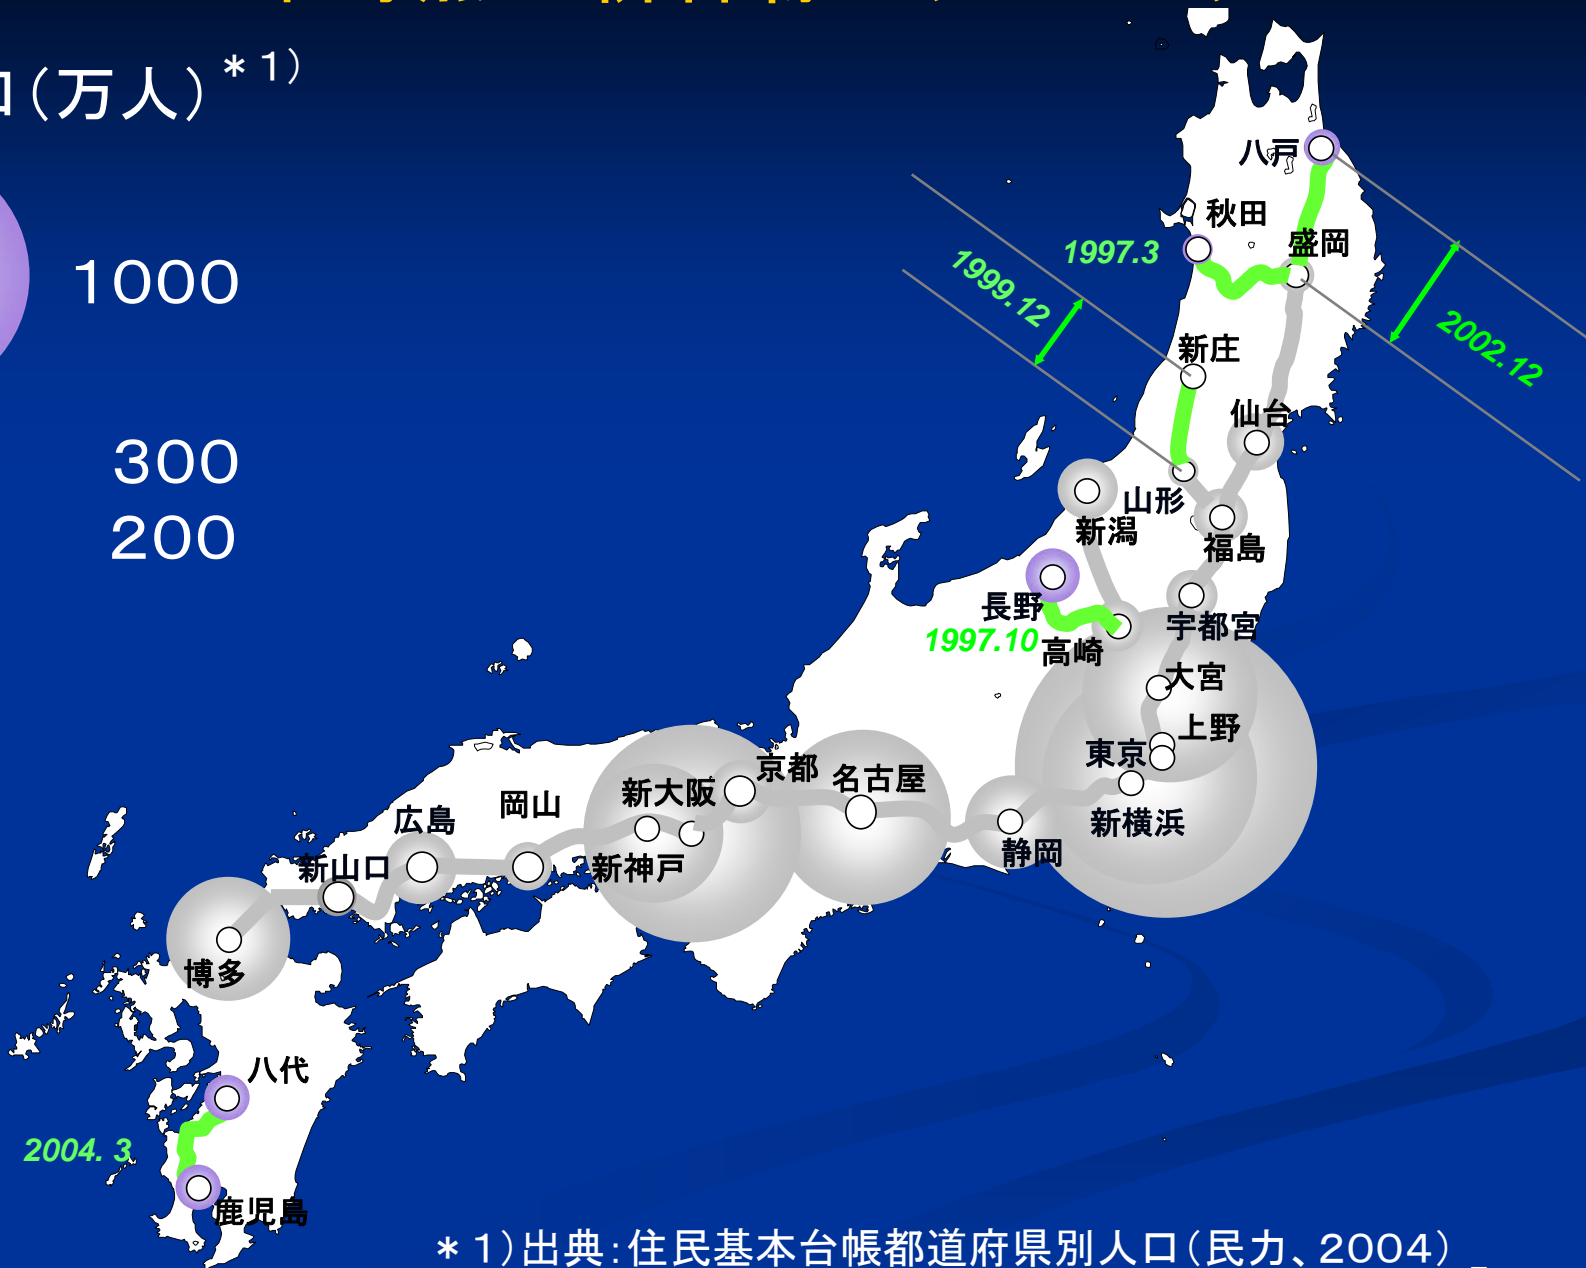 口(万人)＊1)
1000
300
200
八戸
秋田
盛岡
1997.3
1999.12
2002.12
新庄
仙台
山形
新潟
福島
長野
1997.10
高崎
宇都宮
大宮
上野
東京
新横浜
静岡
名古屋
京都
新大阪
新神戸
岡山
広島
新山口
博多
八代
2004.3
鹿児島
＊1)出典:住民基本台帳都道府県別人口(民力、2004)